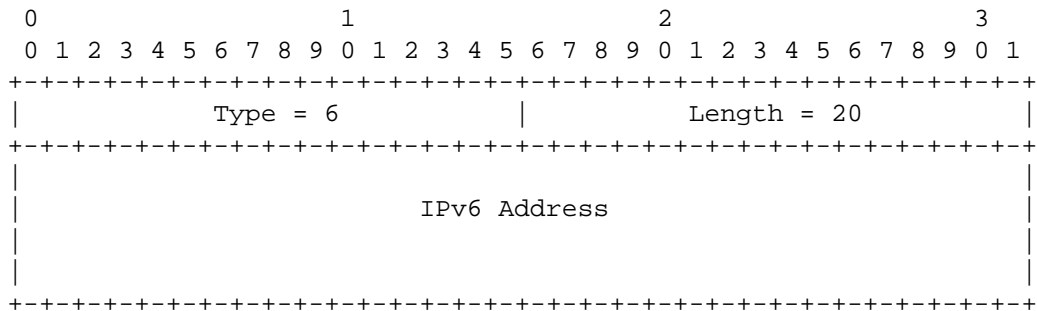 0                   1                   2                   3
 0 1 2 3 4 5 6 7 8 9 0 1 2 3 4 5 6 7 8 9 0 1 2 3 4 5 6 7 8 9 0 1
+-+-+-+-+-+-+-+-+-+-+-+-+-+-+-+-+-+-+-+-+-+-+-+-+-+-+-+-+-+-+-+-+
|            Type = 6           |          Length = 20          |
+-+-+-+-+-+-+-+-+-+-+-+-+-+-+-+-+-+-+-+-+-+-+-+-+-+-+-+-+-+-+-+-+
|                                                               |
|                         IPv6 Address                          |
|                                                               |
|                                                               |
+-+-+-+-+-+-+-+-+-+-+-+-+-+-+-+-+-+-+-+-+-+-+-+-+-+-+-+-+-+-+-+-+